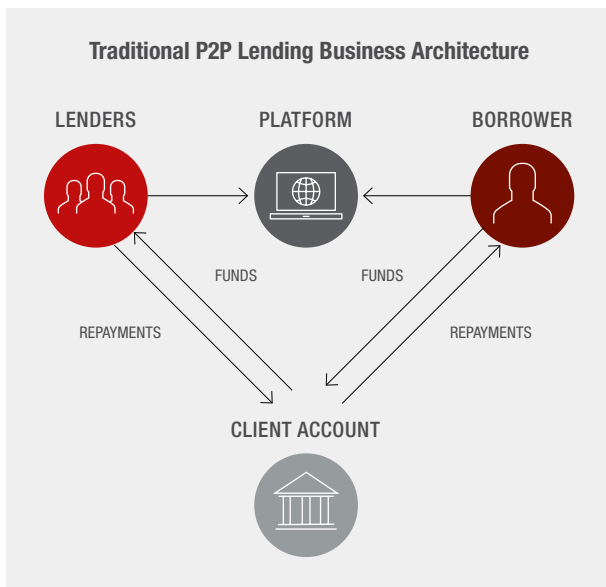 Traditional P2P Lending Business Architecture
LENDERS
PLATFORM
BORROWER
FUNDS
FUNDS
REPAYMENTS
REPAYMENTS
CLIENT ACCOUNT